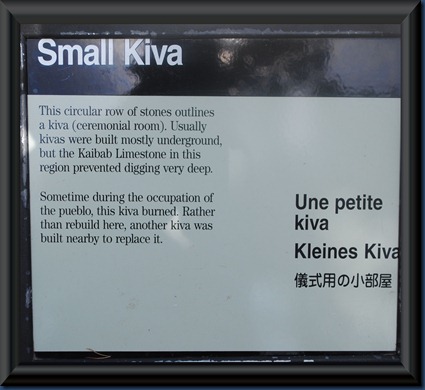 Small Kiva
This circular row of stones outlines
a kiva (ceremonial room). Usually
kivas were built mostly underground,
but the Kaibab Limestone in this
region prevented digging very deep.
Sometime during the occupation of
the pueblo, this kiva burned. Rather
than rebuild here, another kiva was
built nearby to replace it.
Une petite
kiva
Kleines Kiva
儀式用の小部屋